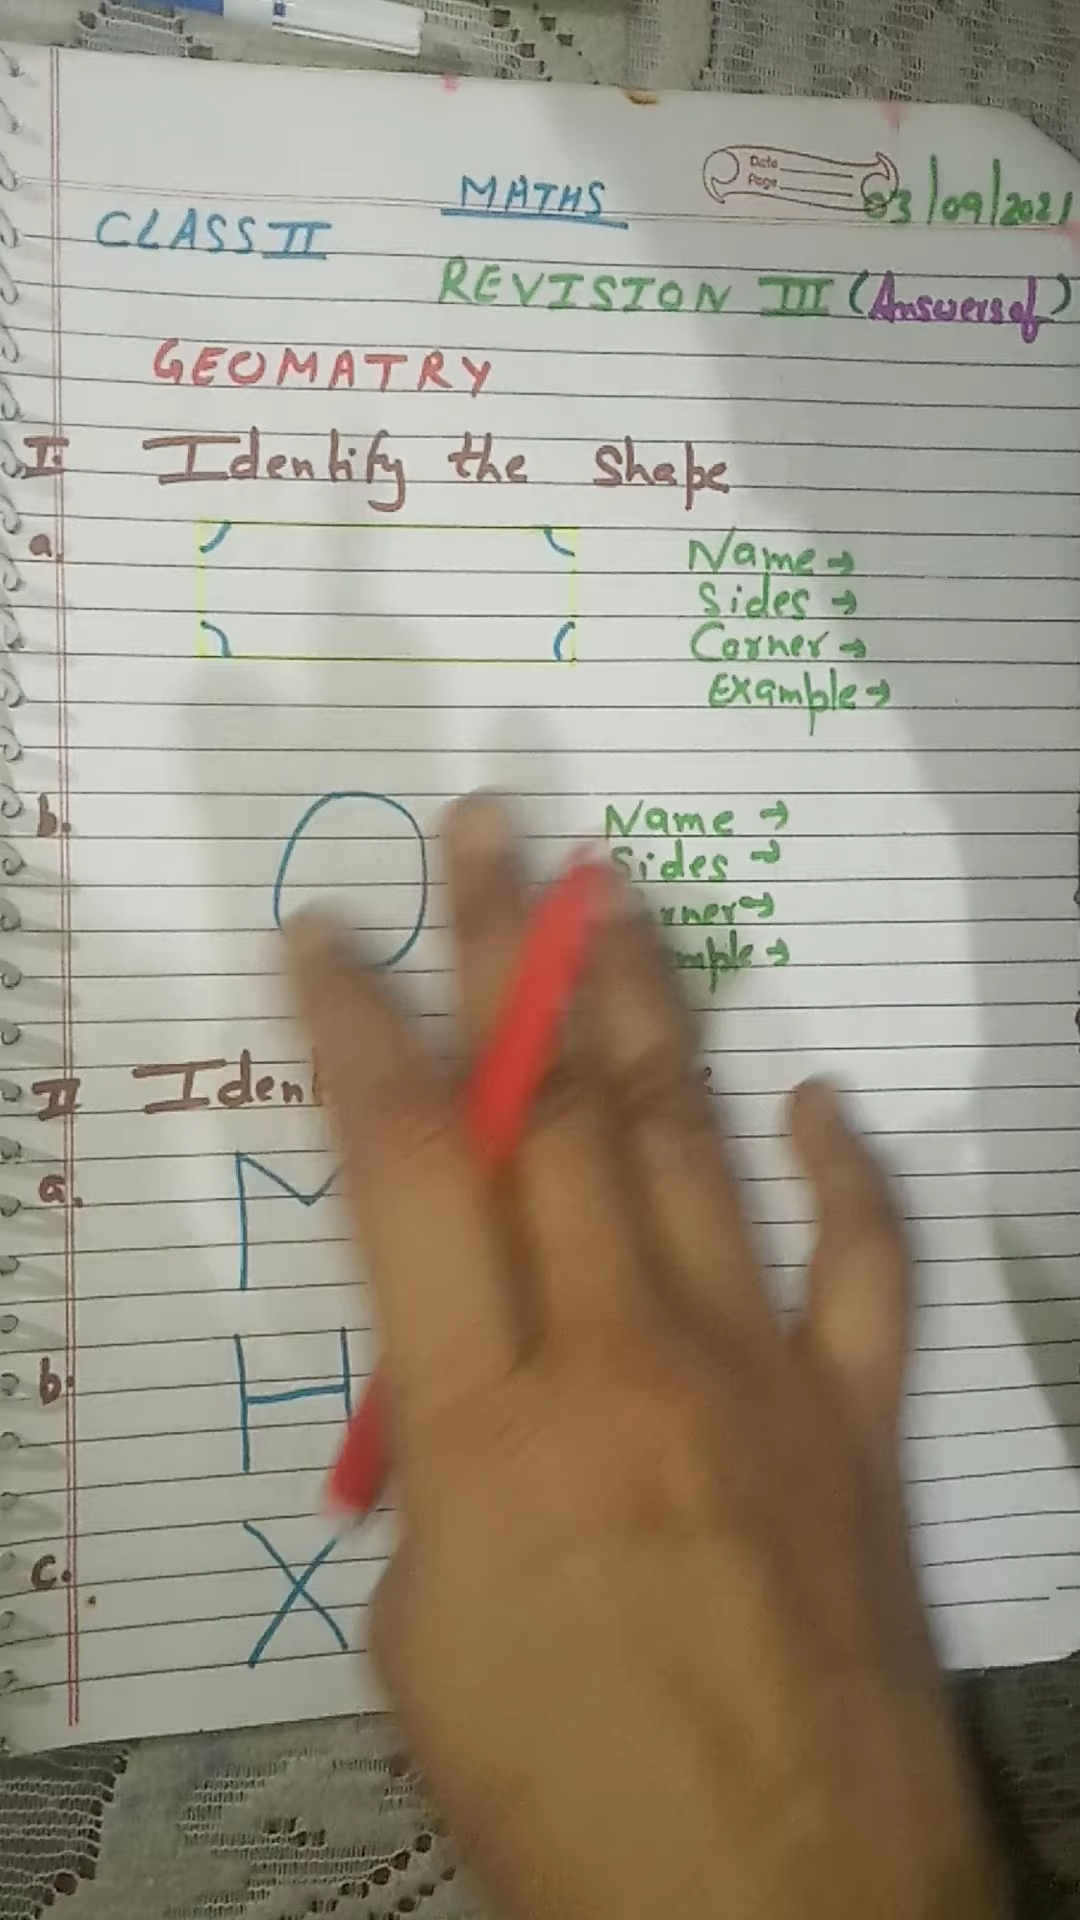 MATHS
Date
Page
03/09/2021
CLASS II
REVISION III (Answers of)
GEOMATRY
I. Identify the Shape
a.
Name →
Sides →
Corner →
Example →
b.
Name →
Sides →
II
a.
M
b.
H
c.
X